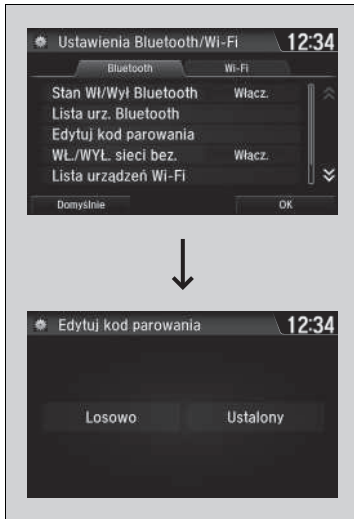 Ustawienia Bluetooth/Wi-Fi 12:34
Bluetooth Wi-Fi
Stan Wł/Wył Bluetooth Włącz.
Lista urz. Bluetooth
Edytuj kod parowania
WŁ./WYŁ. sieci bez. Włącz.
Lista urządzeń Wi-Fi
Domyślnie OK
Edytuj kod parowania 12:34
Losowo Ustalony